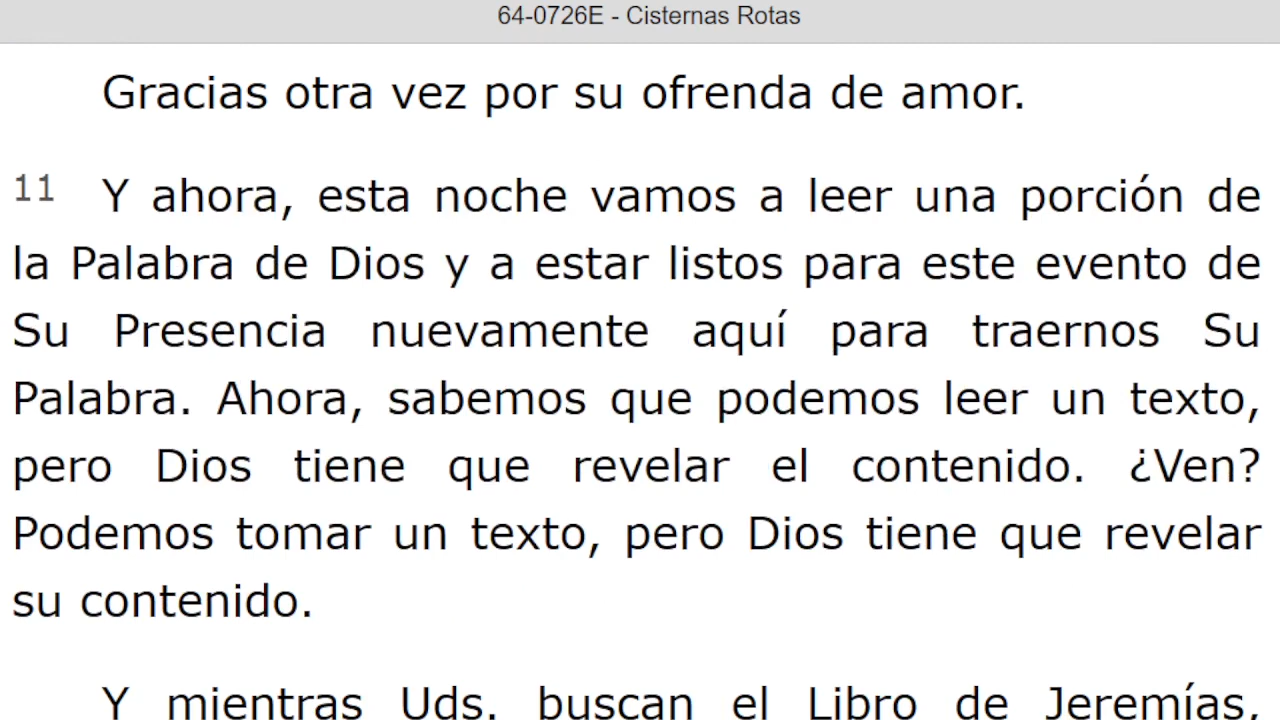 64-0726E - Cisternas Rotas
Gracias otra vez por su ofrenda de amor.
11 Y ahora, esta noche vamos a leer una porción de
la Palabra de Dios y a estar listos para este evento de
Su Presencia nuevamente aquí para traernos Su
Palabra. Ahora, sabemos que podemos leer un texto,
pero Dios tiene que revelar el contenido. ¿Ven?
Podemos tomar un texto, pero Dios tiene que revelar
su contenido.
Y mientras Uds. buscan el Libro de Jeremías,